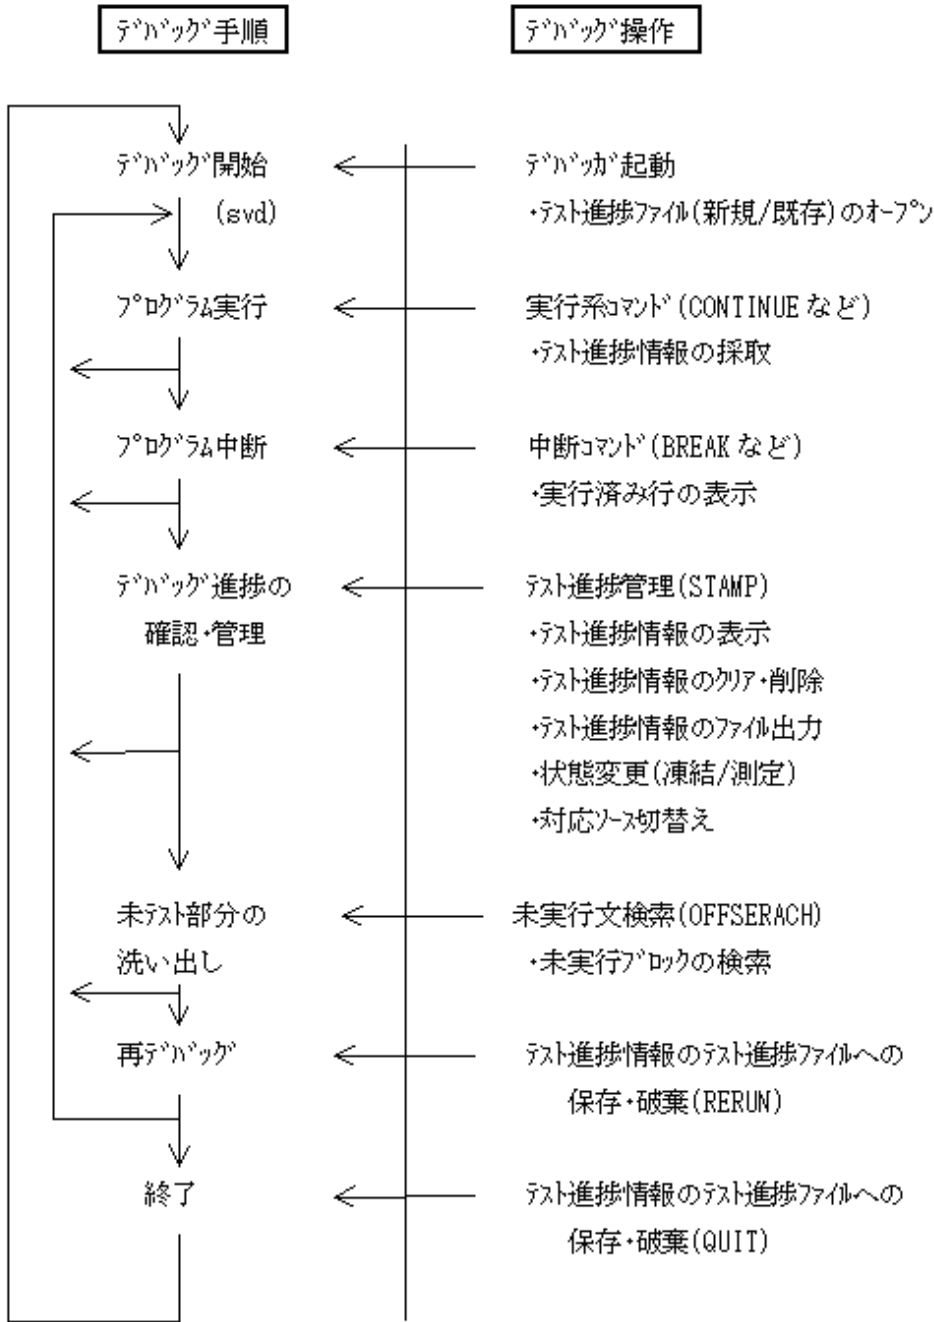 ﾃﾞﾊﾞｯｸﾞ手順
ﾃﾞﾊﾞｯｸﾞ操作
ﾃﾞﾊﾞｯｸﾞ開始
(svd)
ﾃﾞﾊﾞｯｶﾞ起動
・ﾃｽﾄ進捗ﾌｧｲﾙ(新規/既存)のｵｰﾌﾟﾝ
ﾌﾟﾛｸﾞﾗﾑ実行
実行系ｺﾏﾝﾄﾞ(CONTINUEなど)
・ﾃｽﾄ進捗情報の採取
ﾌﾟﾛｸﾞﾗﾑ中断
中断ｺﾏﾝﾄﾞ(BREAKなど)
・実行済み行の表示
ﾃﾞﾊﾞｯｸﾞ進捗の
確認・管理
ﾃｽﾄ進捗管理(STAMP)
・ﾃｽﾄ進捗情報の表示
・ﾃｽﾄ進捗情報のｸﾘｱ・削除
・ﾃｽﾄ進捗情報のﾌｧｲﾙ出力
・状態変更(凍結/測定)
・対応ｿｰｽ切替え
未ﾃｽﾄ部分の
洗い出し
未実行文検索(OFFSERACH)
・未実行ﾌﾞﾛｯｸの検索
再ﾃﾞﾊﾞｯｸﾞ
ﾃｽﾄ進捗情報のﾃｽﾄ進捗ﾌｧｲﾙへの
保存・破棄(RERUN)
終了
ﾃｽﾄ進捗情報のﾃｽﾄ進捗ﾌｧｲﾙへの
保存・破棄(QUIT)